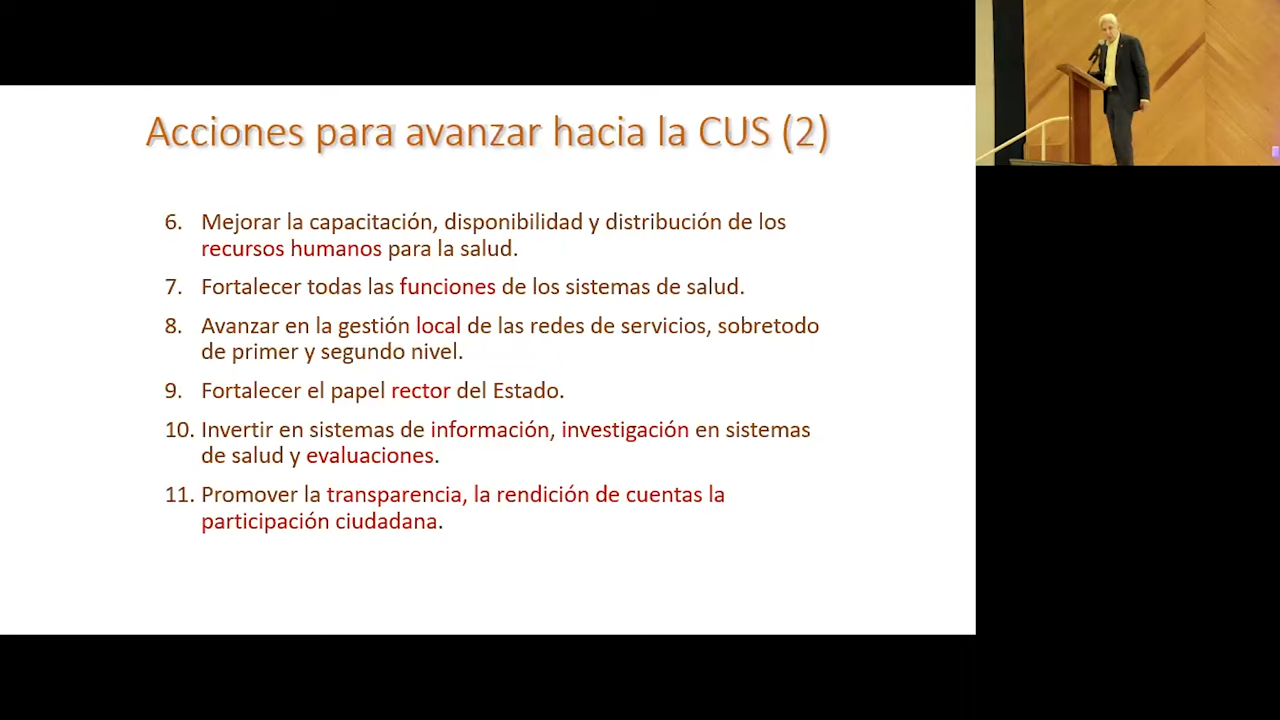 Acciones para avanzar hacia la CUS (2)
6. Mejorar la capacitación, disponibilidad y distribución de los
recursos humanos para la salud.
7. Fortalecer todas las funciones de los sistemas de salud.
8. Avanzar en la gestión local de las redes de servicios, sobretodo
de primer y segundo nivel.
9. Fortalecer el papel rector del Estado.
10. Invertir en sistemas de información, investigación en sistemas
de salud y evaluaciones.
11. Promover la transparencia, la rendición de cuentas la
participación ciudadana.